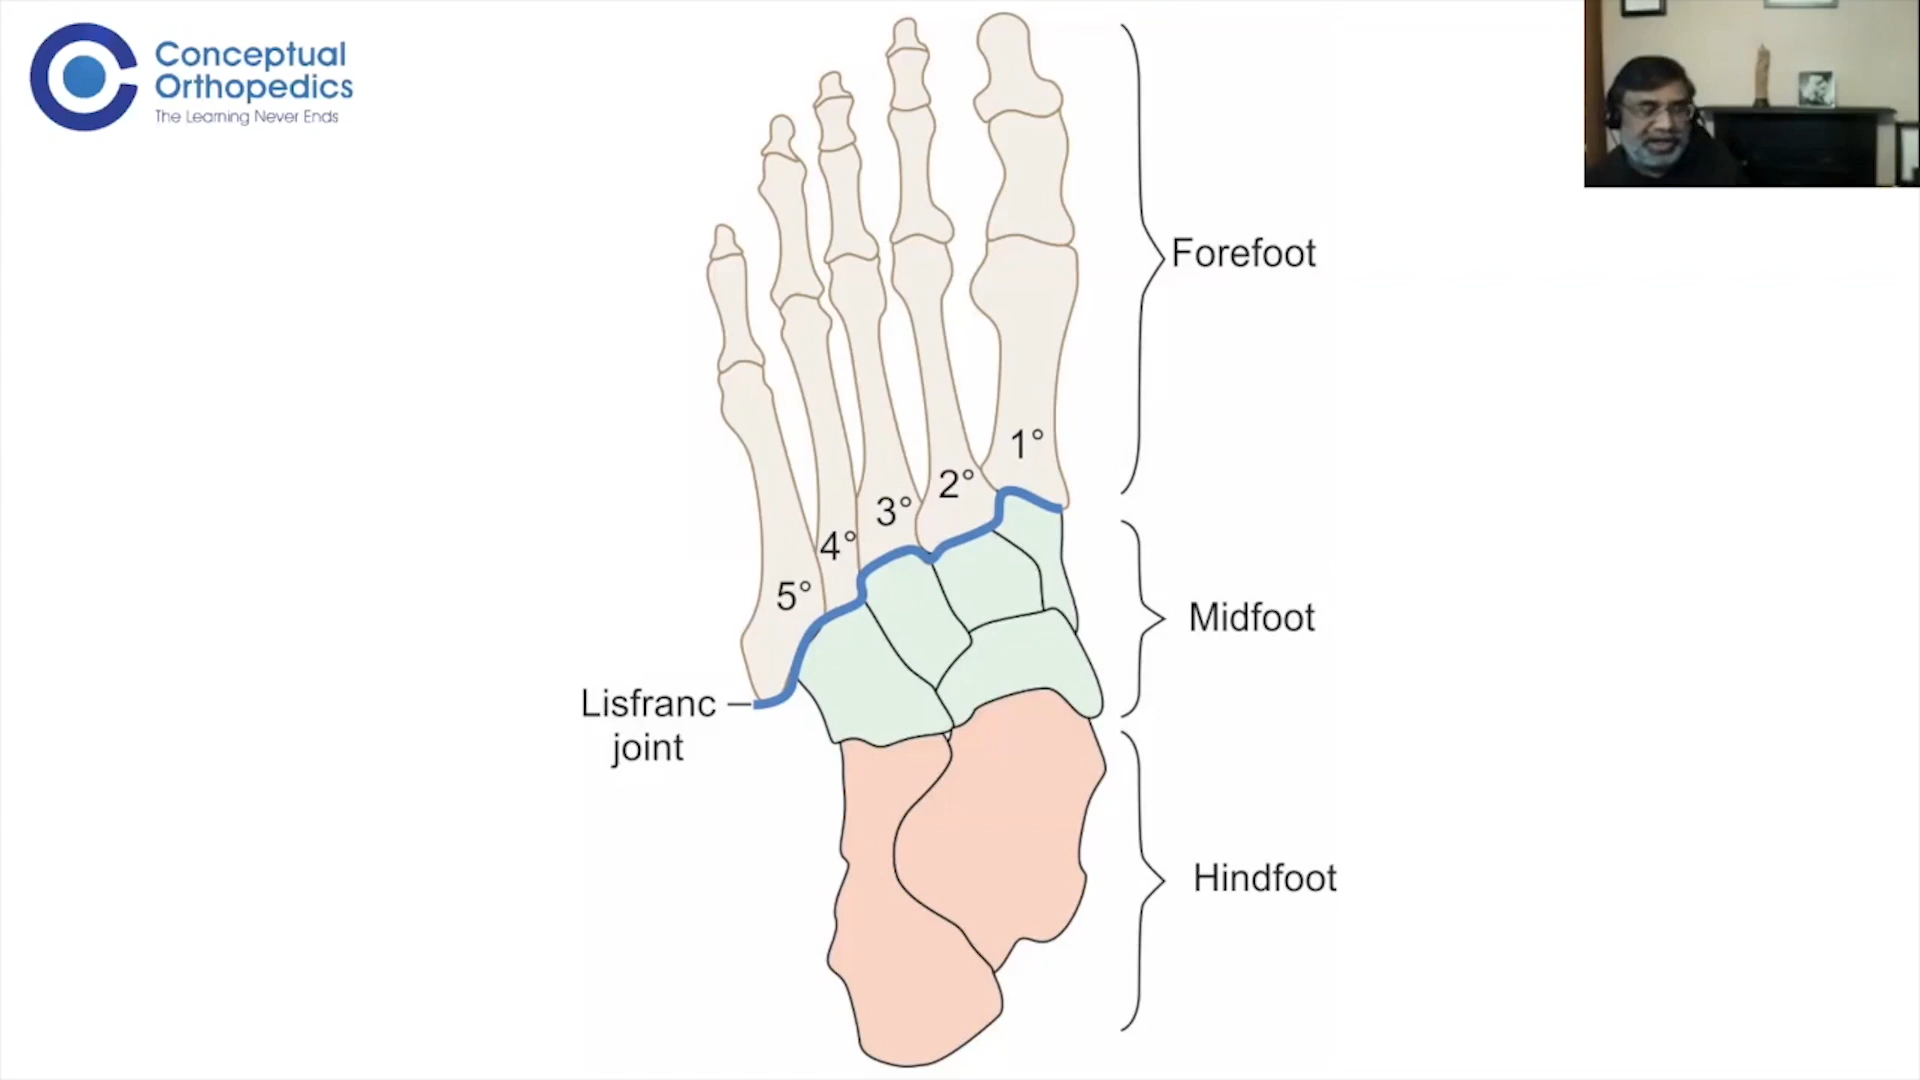 Conceptual
Orthopedics
The Learning Never Ends
Forefoot
1°
2°
3°
4°
5°
Midfoot
Lisfranc
joint
Hindfoot